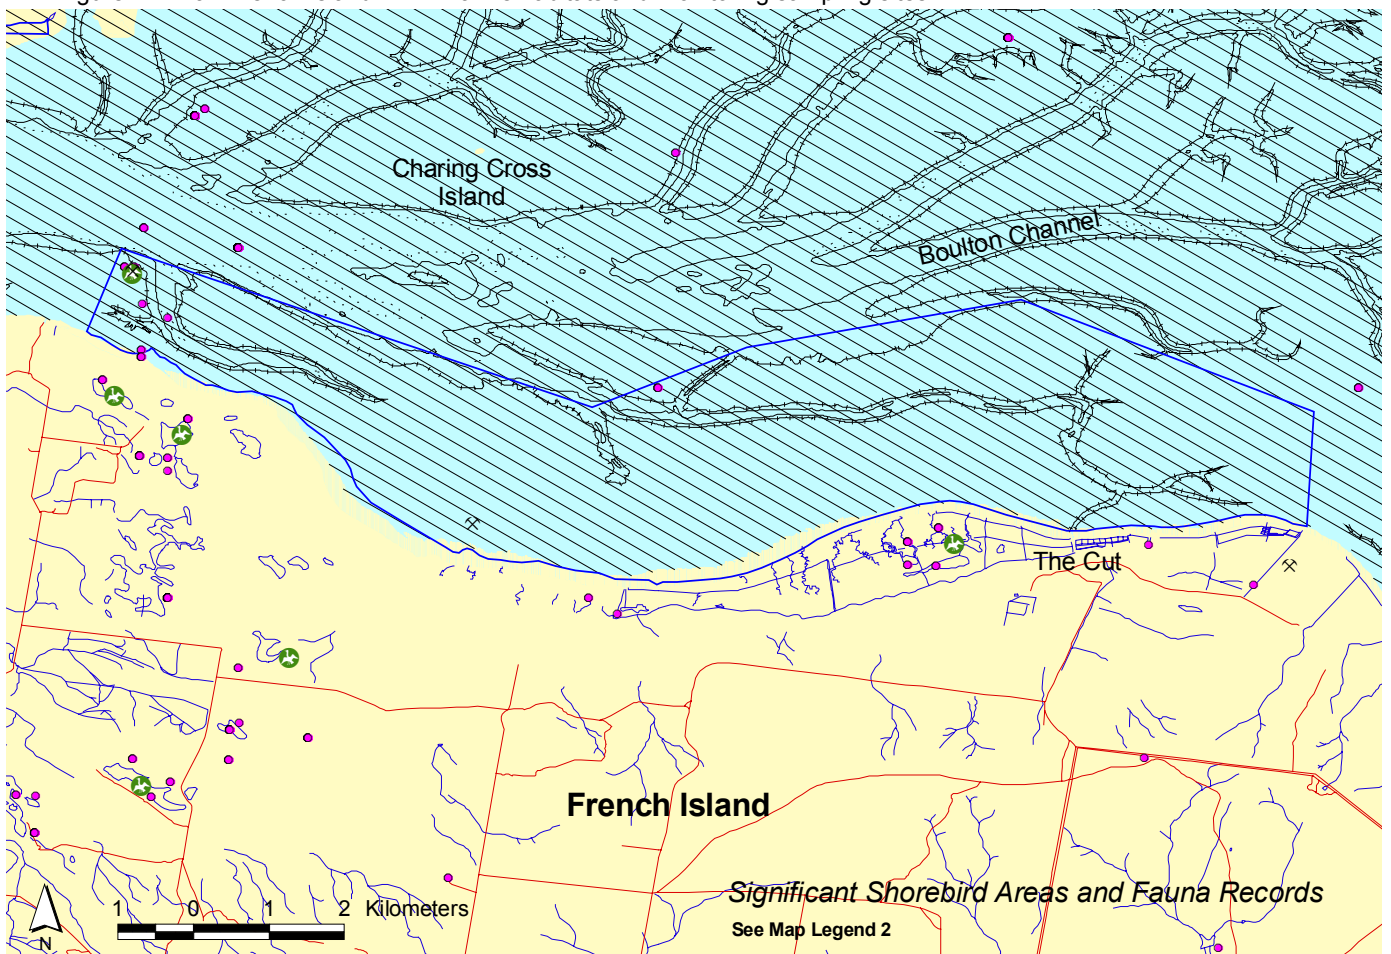 Charing Cross
Island
Boulton Channel
The Cut
French Island
Significant Shorebird Areas and Fauna Records
See Map Legend 2
1 0 1 2 Kilometers
N